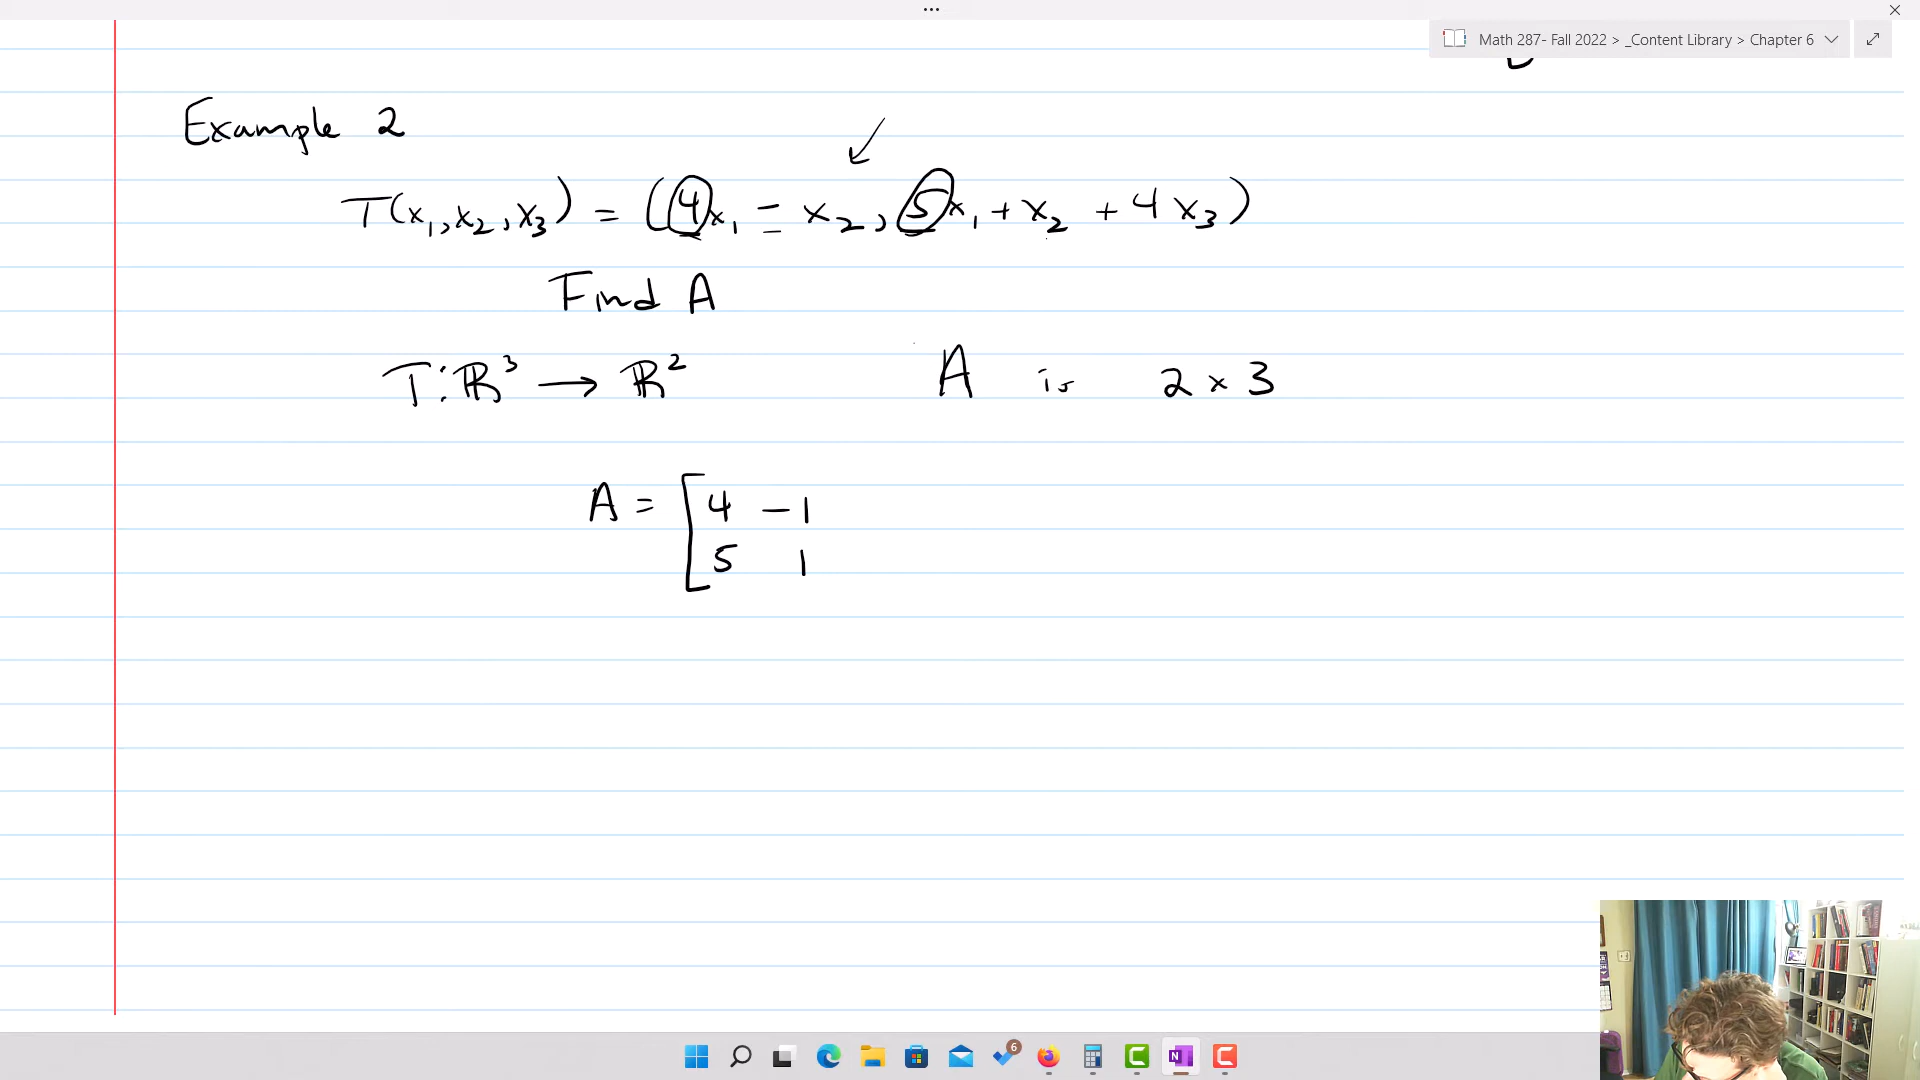 ...
Math 287- Fall 2022 > _Content Library > Chapter 6
Example 2
T(x₁, x₂, x₃) = (4x₁ - x₂, 5x₁ + x₂ + 4x₃)
Find A
T: ℝ³ → ℝ² A is 2 × 3
A = [4 -1
5 1
6